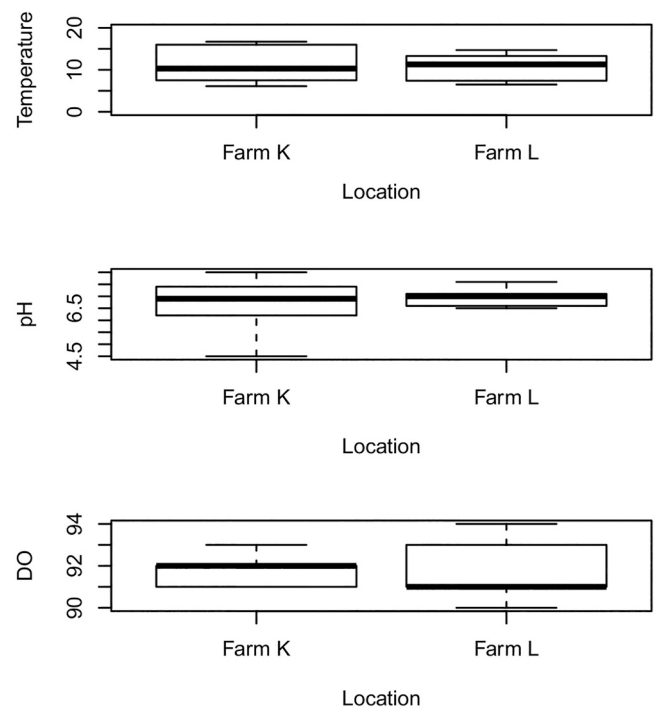 Temperature
20
10
0
Farm K Farm L
Location
pH
6.5
4.5
Farm K Farm L
Location
DO
94
92
90
Farm K Farm L
Location